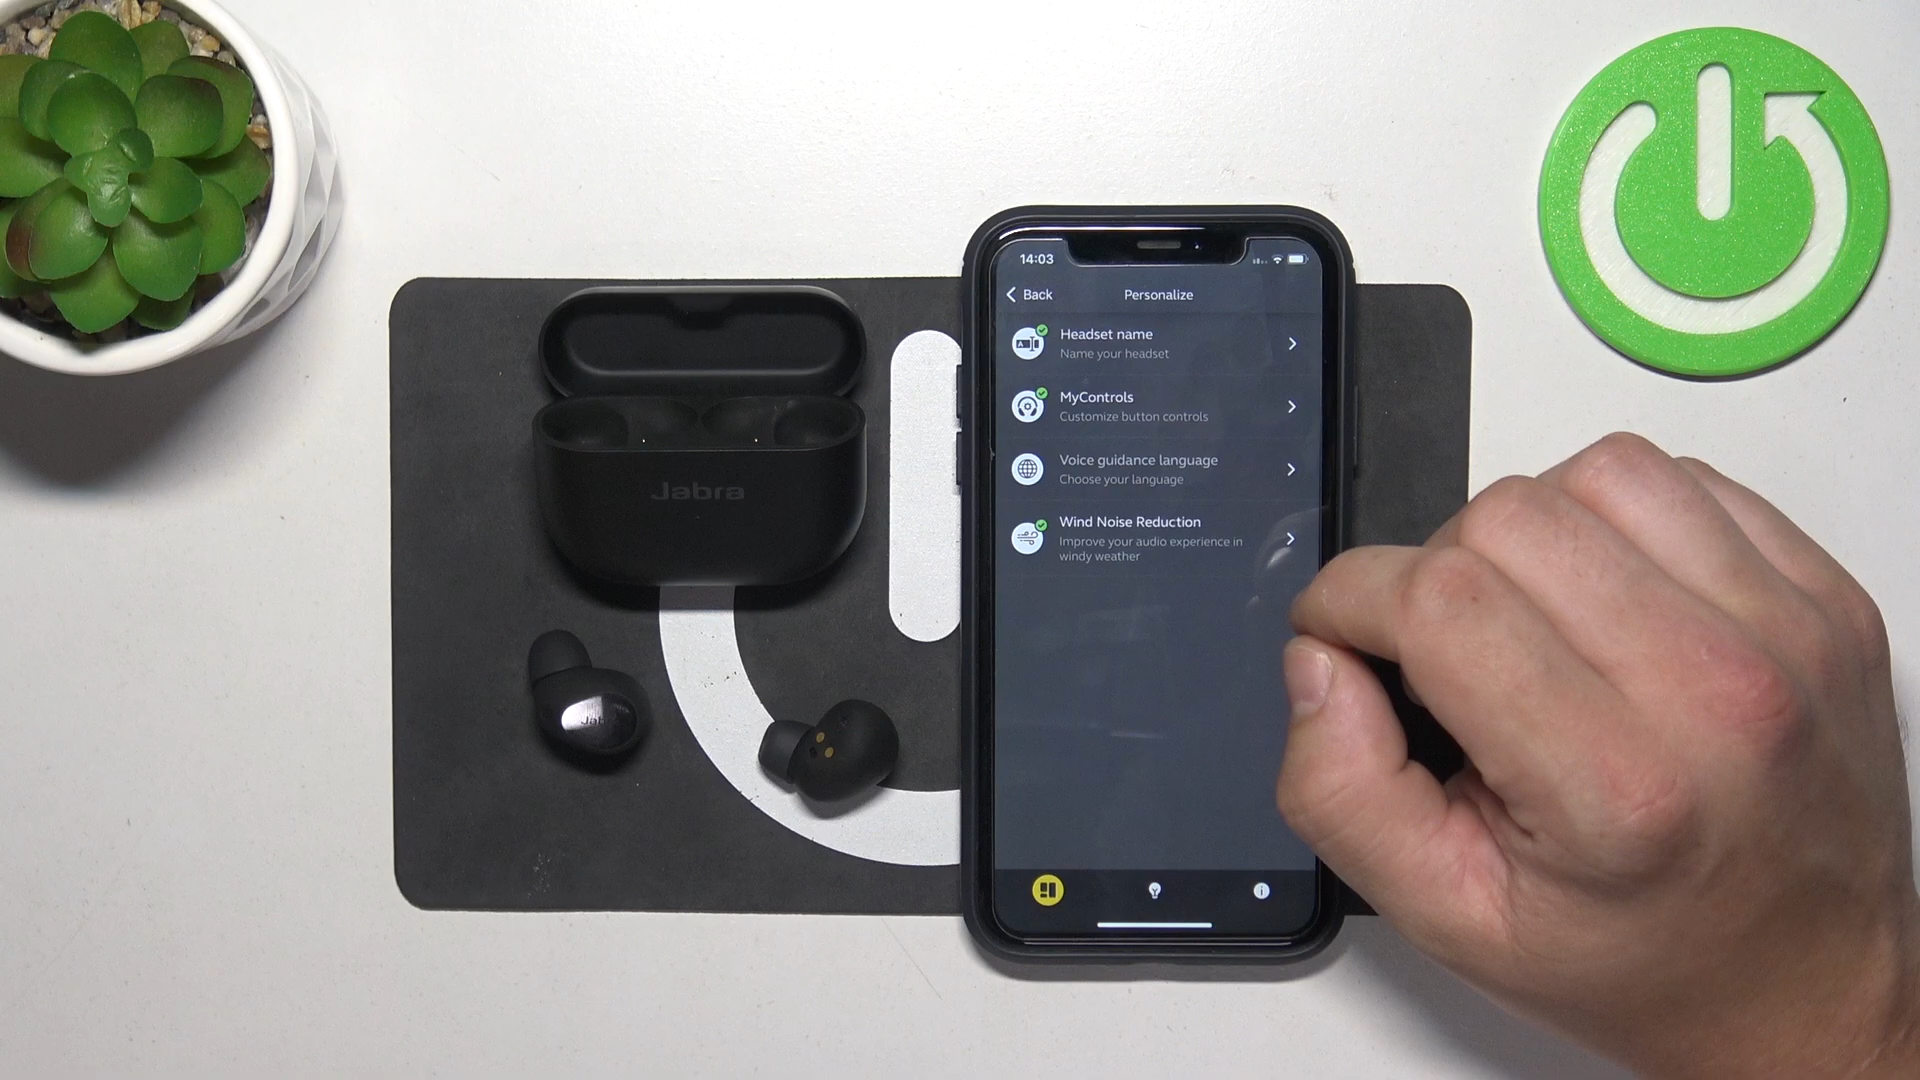 14:03
Back
Personalize
Headset name
Name your headset
MyControls
Customize button controls
Voice guidance language
Choose your language
Wind Noise Reduction
Improve your audio experience in
windy weather
Jabra